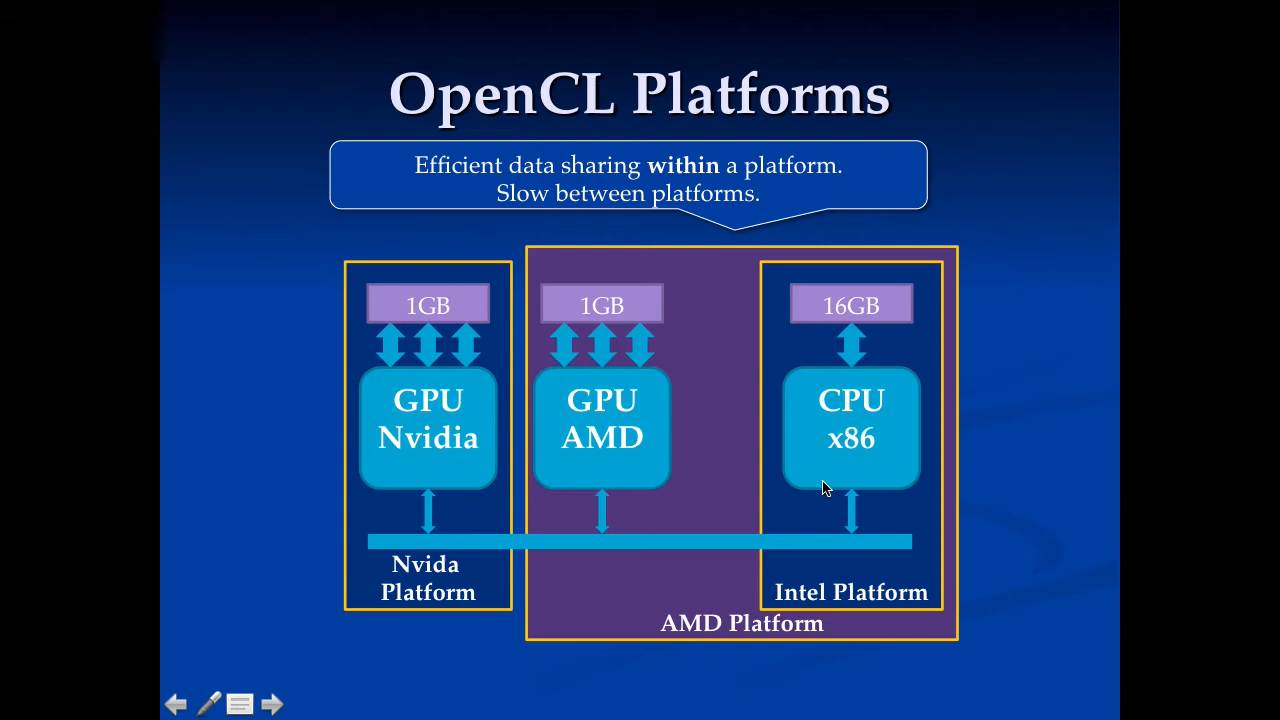 OpenCL Platforms
Efficient data sharing within a platform.
Slow between platforms.
1GB
1GB
16GB
GPU
Nvidia
GPU
AMD
CPU
x86
Nvida
Platform
Intel Platform
AMD Platform